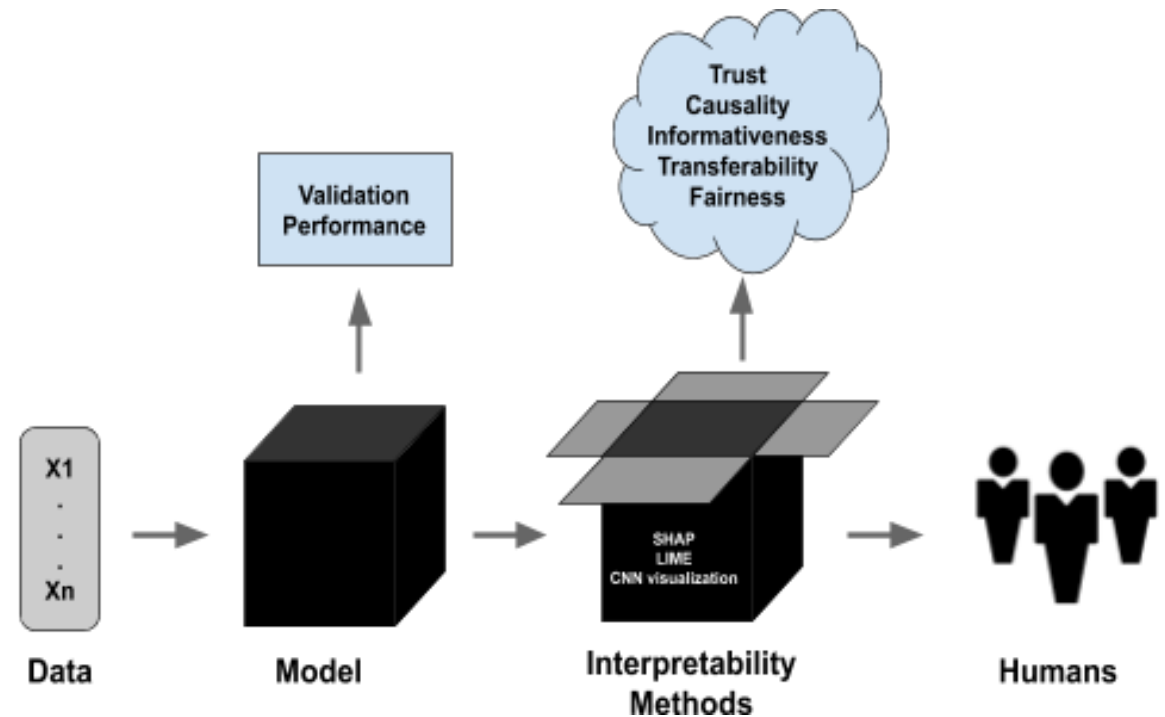 Trust
Causality
Informativeness
Transferability
Fairness
Validation
Performance
X1
.
.
.
Xn
SHAP
LIME
CNN visualization
Data
Model
Interpretability
Methods
Humans